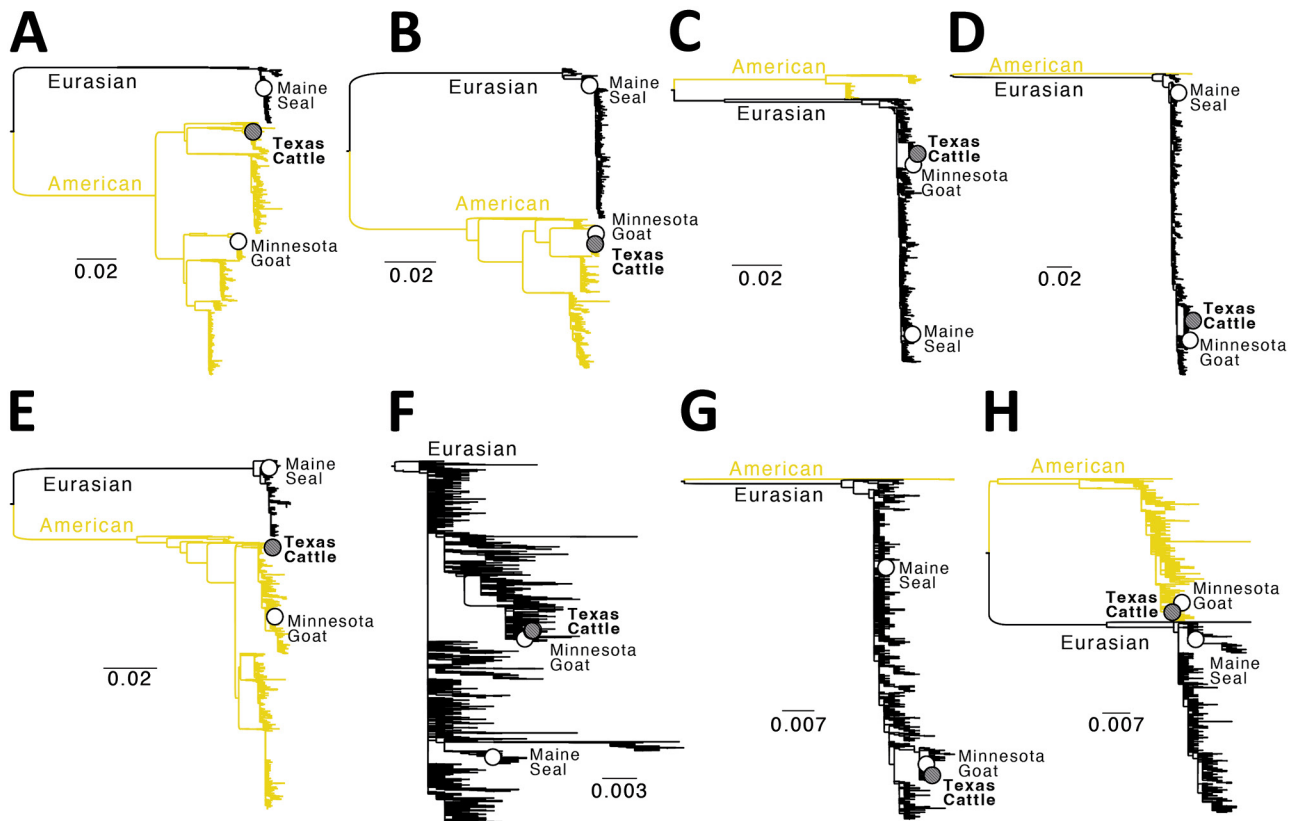 A
Eurasian
Maine
Seal
Texas
Cattle
American
Minnesota
Goat
0.02
B
Eurasian
Maine
Seal
American
Minnesota
Goat
Texas
Cattle
0.02
C
American
Eurasian
Texas
Cattle
Minnesota
Goat
0.02
Maine
Seal
D
American
Eurasian
Maine
Seal
0.02
Texas
Cattle
Minnesota
Goat
E
Maine
Seal
Eurasian
American
Texas
Cattle
Minnesota
Goat
0.02
F
Eurasian
Texas
Cattle
Minnesota
Goat
Maine
Seal
0.003
G
American
Eurasian
Maine
Seal
0.007
Minnesota
Goat
Texas
Cattle
H
American
Minnesota
Goat
Texas
Cattle
Eurasian
Maine
Seal
0.007